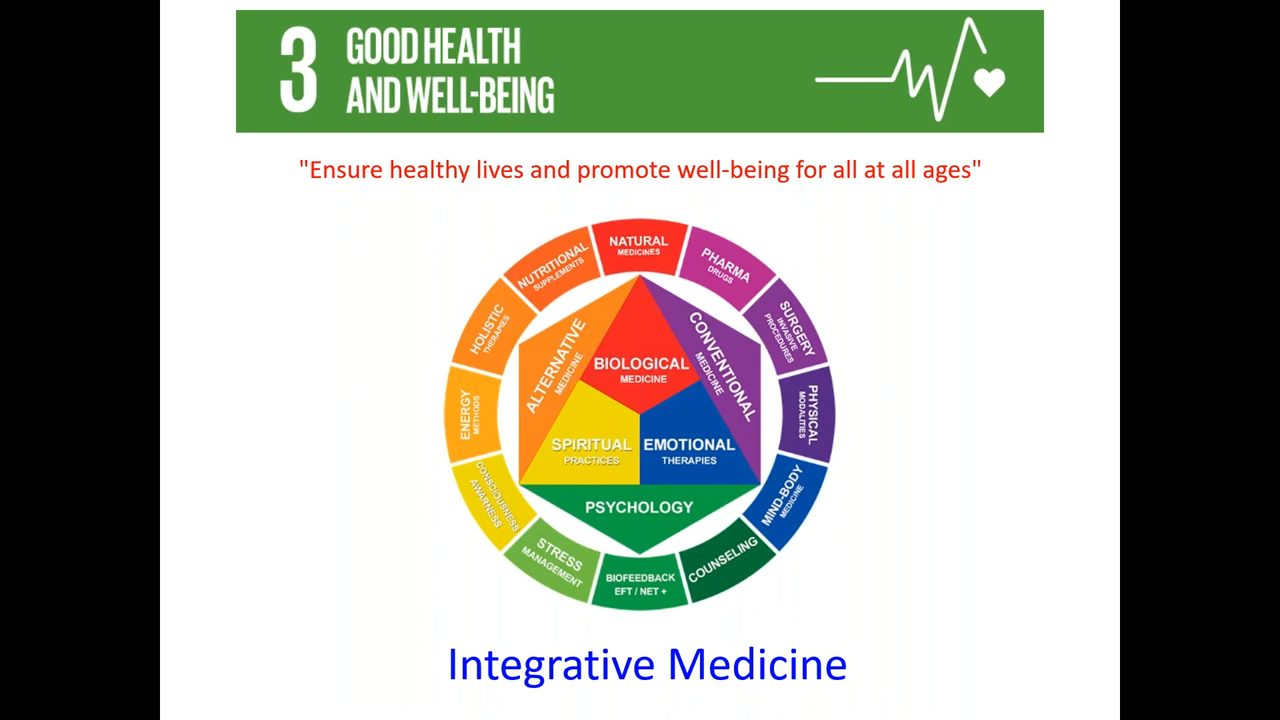 3
GOOD HEALTH
AND WELL-BEING
"Ensure healthy lives and promote well-being for all at all ages"
NATURAL
MEDICINES
PHARMA
DRUGS
SURGERY
INVASIVE
PROCEDURES
PHYSICAL
MODALITIES
MIND-BODY
MEDICINE
COUNSELING
BIOFEEDBACK
EFT / NET +
STRESS
MANAGEMENT
CONSCIOUSNESS
AWARNESS
ENERGY
METHODS
HOLISTIC
THERAPIES
NUTRITIONAL
SUPPLEMENTS
ALTERNATIVE
MEDICINE
BIOLOGICAL
MEDICINE
CONVENTIONAL
MEDICINE
SPIRITUAL
PRACTICES
EMOTIONAL
THERAPIES
PSYCHOLOGY
Integrative Medicine